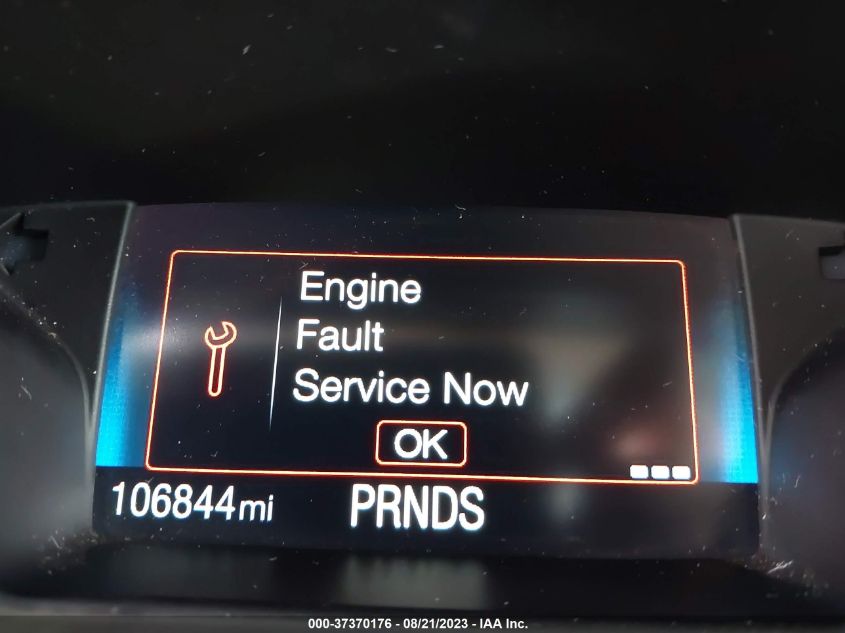 Engine
Fault
Service Now
OK
106844mi PRNDS
000-37370176 - 08/21/2023 - IAA Inc.